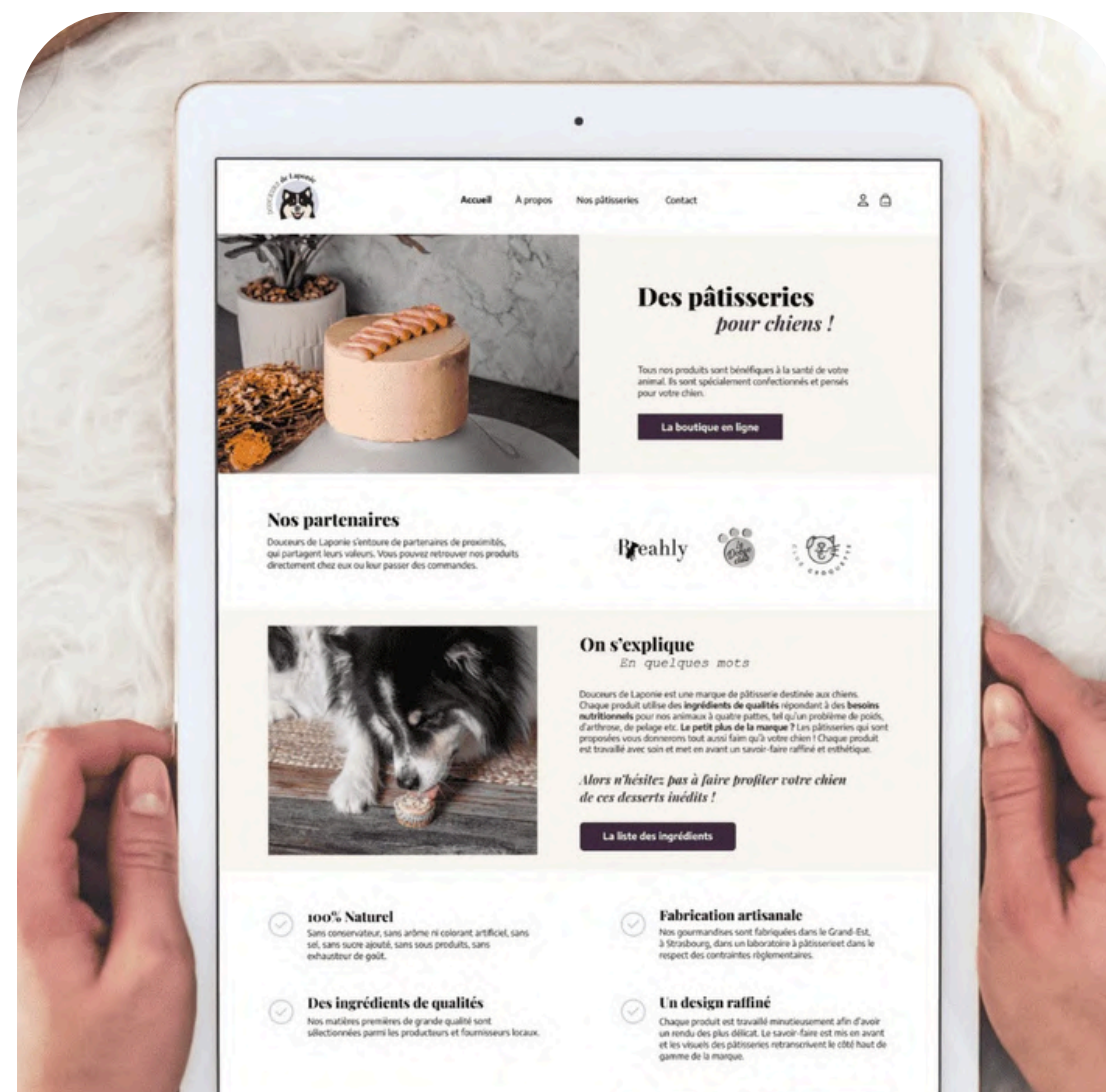 DOUCEURS de Laponie
Accueil À propos Nos pâtisseries Contact
Des pâtisseries
pour chiens !
Tous nos produits sont bénéfiques à la santé de votre
animal. Ils sont spécialement confectionnés et pensés
pour votre chien.
La boutique en ligne
Nos partenaires
Douceurs de Laponie s'entoure de partenaires de proximités,
qui partagent leurs valeurs. Vous pouvez retrouver nos produits
directement chez eux ou leur passer des commandes.
Breahly
CLUB CROQUETTE
On s'explique
En quelques mots
Douceurs de Laponie est une marque de pâtisserie destinée aux chiens.
Chaque produit utilise des ingrédients de qualités répondant à des besoins
nutritionnels pour nos animaux à quatre pattes, tel qu'un problème de poids,
d'arthrose, de pelage etc. Le petit plus de la marque ? Les pâtisseries qui sont
proposées vous donnerons tout aussi faim qu'à votre chien ! Chaque produit
est travaillé avec soin et met en avant un savoir-faire raffiné et esthétique.
Alors n'hésitez pas à faire profiter votre chien
de ces desserts inédits !
La liste des ingrédients
100% Naturel
Sans conservateur, sans arôme ni colorant artificiel, sans
sel, sans sucre ajouté, sans sous produits, sans
exhausteur de goût.
Fabrication artisanale
Nos gourmandises sont fabriquées dans le Grand-Est,
à Strasbourg, dans un laboratoire à pâtisserieet dans le
respect des contraintes règlementaires.
Des ingrédients de qualités
Nos matières premières de grande qualité sont
sélectionnées parmi les producteurs et fournisseurs locaux.
Un design raffiné
Chaque produit est travaillé minutieusement afin d'avoir
un rendu des plus délicat. Le savoir-faire est mis en avant
et les visuels des pâtisseries retranscrivent le côté haut de
gamme de la marque.